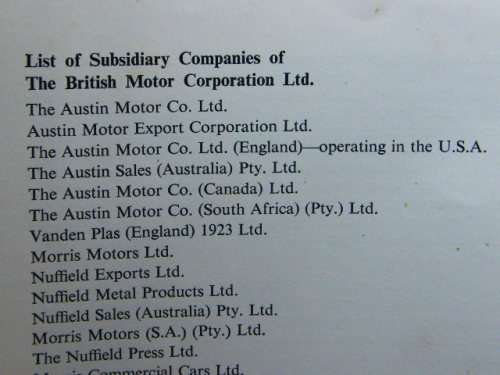 List of Subsidiary Companies of
The British Motor Corporation Ltd.
The Austin Motor Co. Ltd.
Austin Motor Export Corporation Ltd.
The Austin Motor Co. Ltd. (England)—operating in the U.S.A.
The Austin Sales (Australia) Pty. Ltd.
The Austin Motor Co. (Canada) Ltd.
The Austin Motor Co. (South Africa) (Pty.) Ltd.
Vanden Plas (England) 1923 Ltd.
Morris Motors Ltd.
Nuffield Exports Ltd.
Nuffield Metal Products Ltd.
Nuffield Sales (Australia) Pty. Ltd.
Morris Motors (S.A.) (Pty.) Ltd.
The Nuffield Press Ltd.
Morris Commercial Cars Ltd.